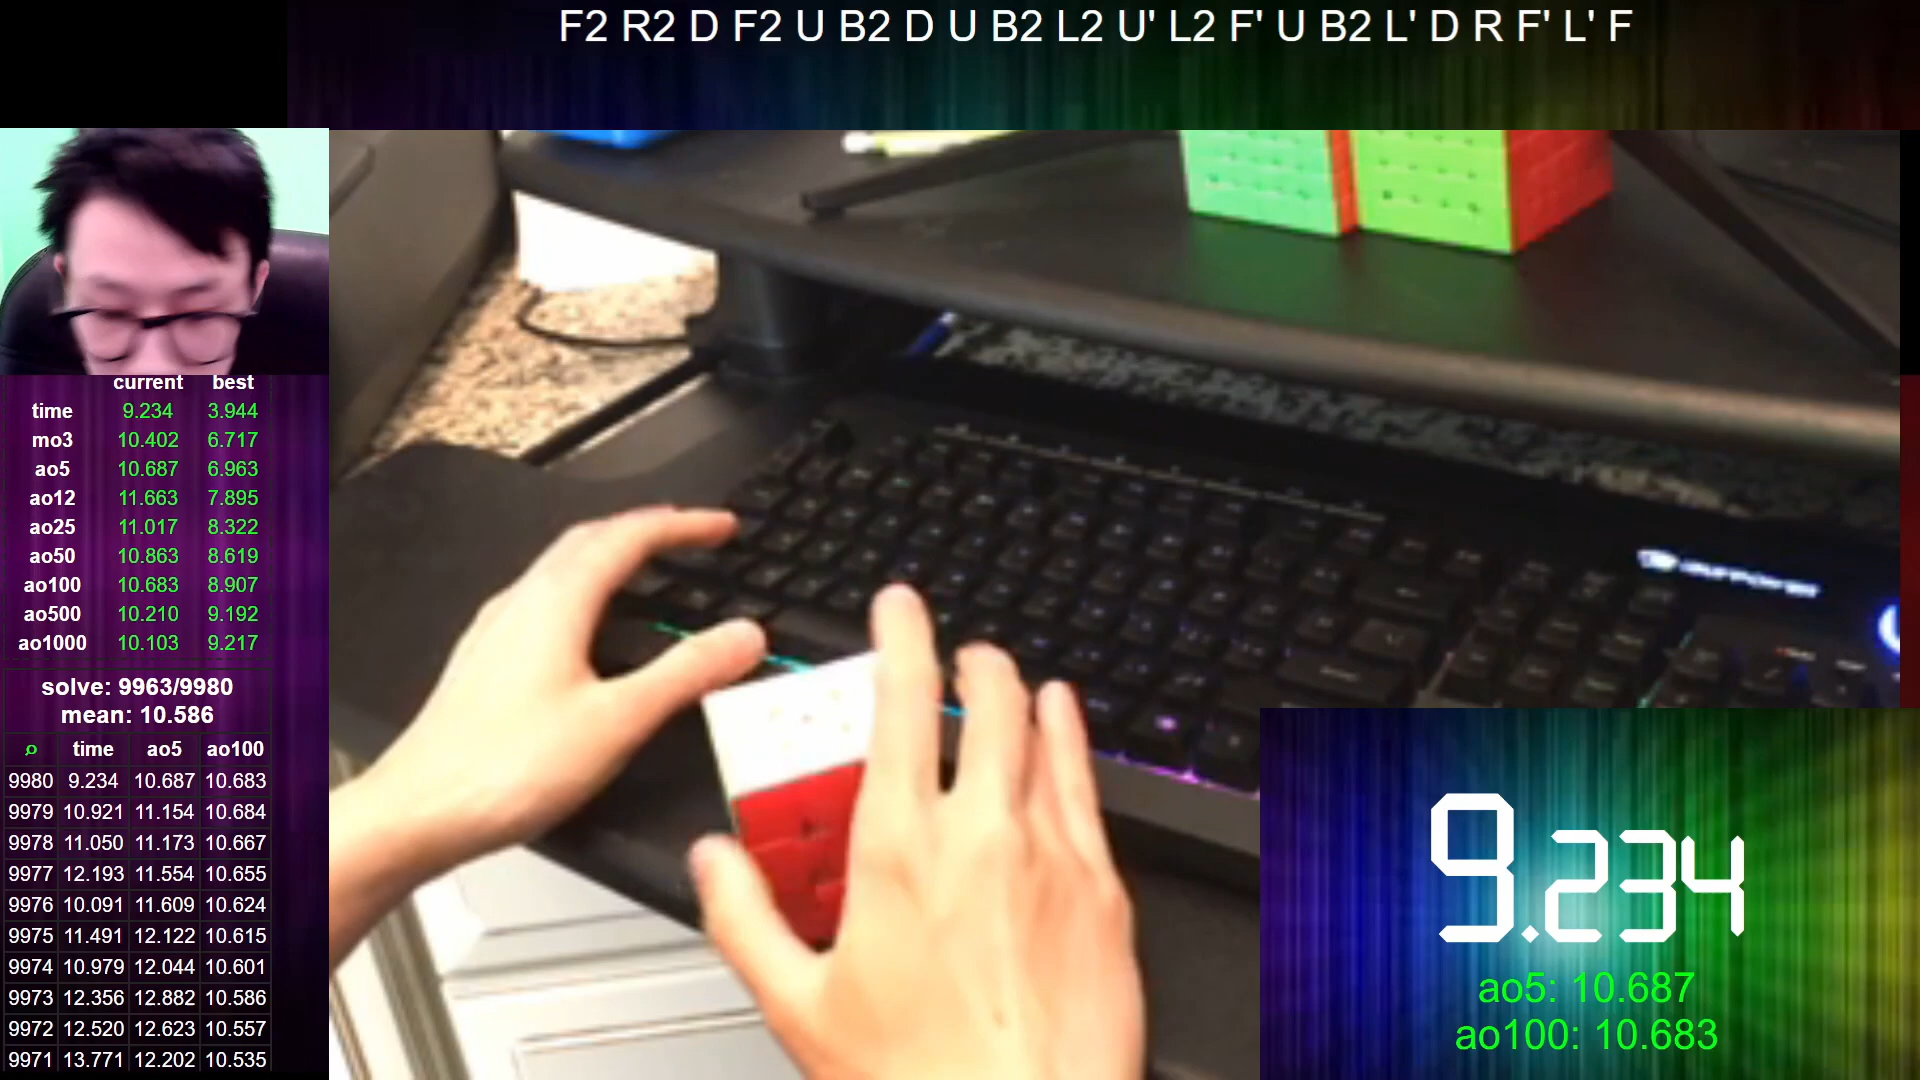 F2 R2 D F2 U B2 D U B2 L2 U' L2 F' U B2 L' D R F' L' F
current best
time 9.234 3.944
mo3 10.402 6.717
ao5 10.687 6.963
ao12 11.663 7.895
ao25 11.017 8.322
ao50 10.863 8.619
ao100 10.683 8.907
ao500 10.210 9.192
ao1000 10.103 9.217
solve: 9963/9980
mean: 10.586
time ao5 ao100
9980 9.234 10.687 10.683
9979 10.921 11.154 10.684
9978 11.050 11.173 10.667
9977 12.193 11.554 10.655
9976 10.091 11.609 10.624
9975 11.491 12.122 10.615
9974 10.979 12.044 10.601
9973 12.356 12.882 10.586
9972 12.520 12.623 10.557
9971 13.771 12.202 10.535
9.234
ao5: 10.687
ao100: 10.683